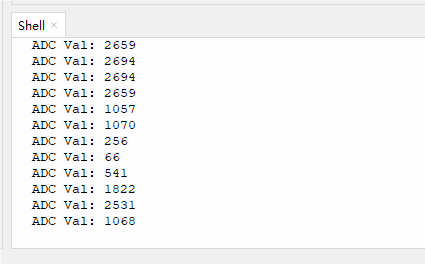 Shell ×
ADC Val: 2659
ADC Val: 2694
ADC Val: 2694
ADC Val: 2659
ADC Val: 1057
ADC Val: 1070
ADC Val: 256
ADC Val: 66
ADC Val: 541
ADC Val: 1822
ADC Val: 2531
ADC Val: 1068